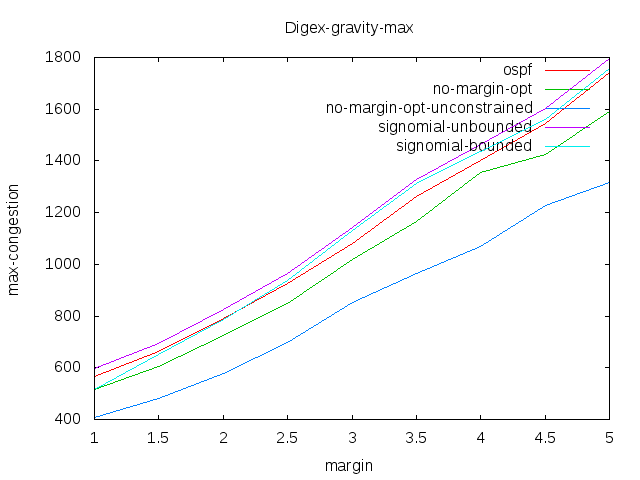 Digex-gravity-max
1800
1600
1400
1200
1000
800
600
400
max-congestion
ospf
no-margin-opt
no-margin-opt-unconstrained
signomial-unbounded
signomial-bounded
1 1.5 2 2.5 3 3.5 4 4.5 5
margin